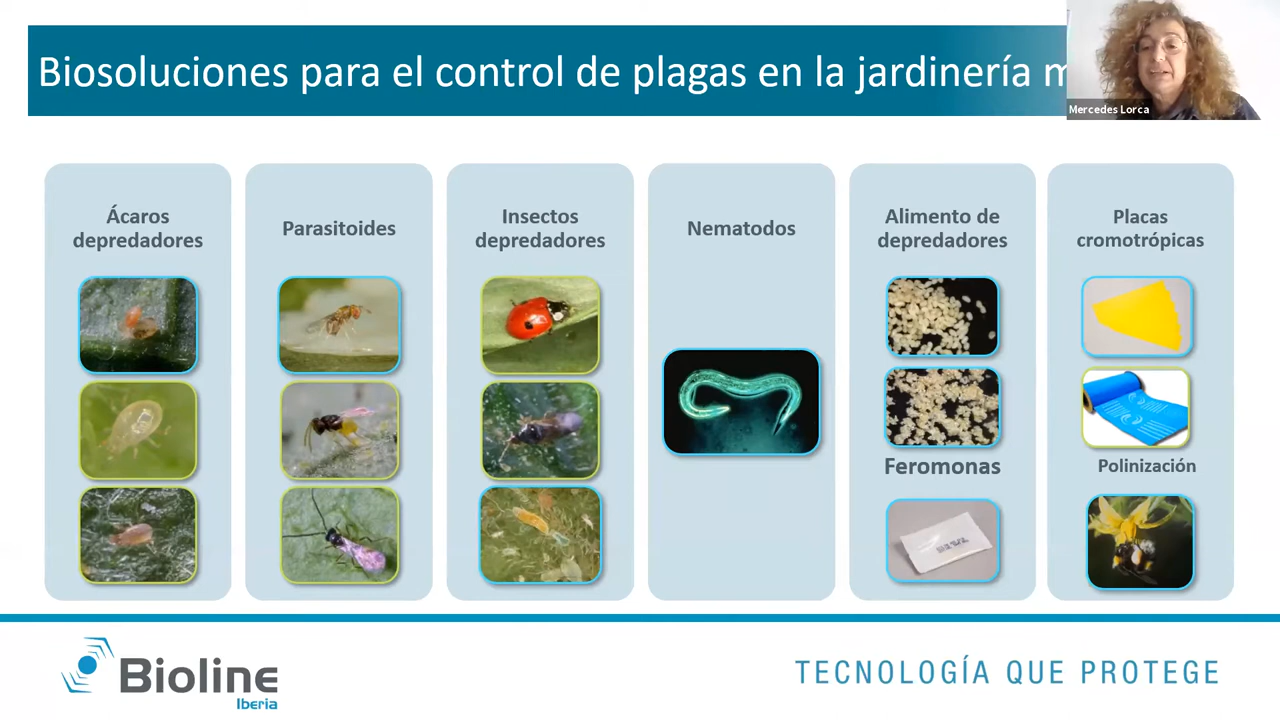 Biosoluciones para el control de plagas en la jardinería
Mercedes Lorca
Ácaros
depredadores
Parasitoides
Insectos
depredadores
Nematodos
Alimento de
depredadores
Placas
cromotrópicas
Feromonas
Polinización
Bioline
Iberia
TECNOLOGÍA QUE PROTEGE